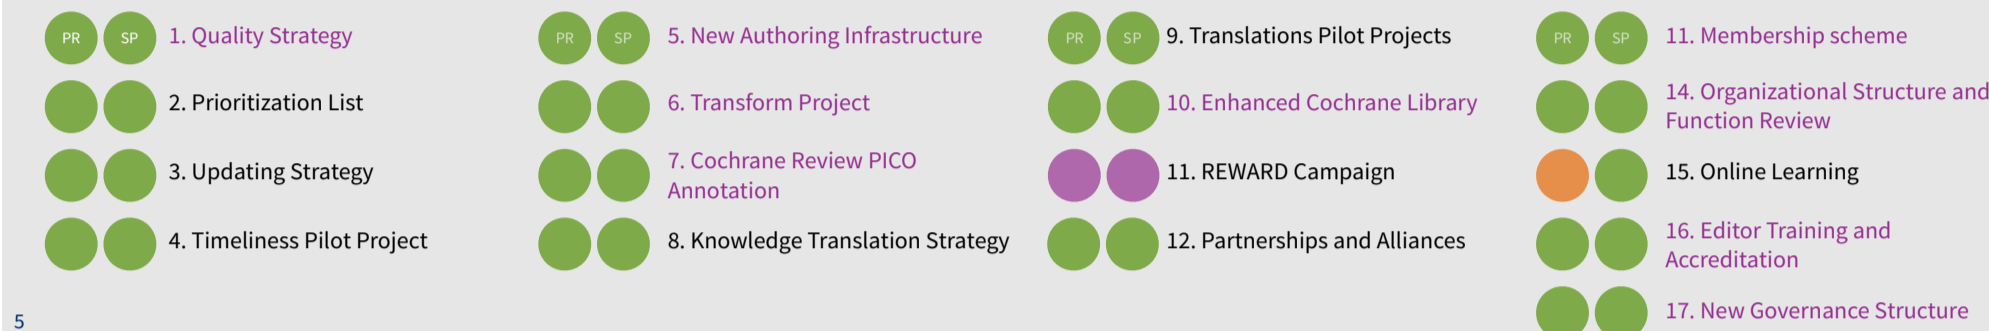 PR SP 1. Quality Strategy
2. Prioritization List
3. Updating Strategy
4. Timeliness Pilot Project
PR SP 5. New Authoring Infrastructure
6. Transform Project
7. Cochrane Review PICO
Annotation
8. Knowledge Translation Strategy
PR SP 9. Translations Pilot Projects
10. Enhanced Cochrane Library
11. REWARD Campaign
12. Partnerships and Alliances
PR SP 11. Membership scheme
14. Organizational Structure and
Function Review
15. Online Learning
16. Editor Training and
Accreditation
17. New Governance Structure
5